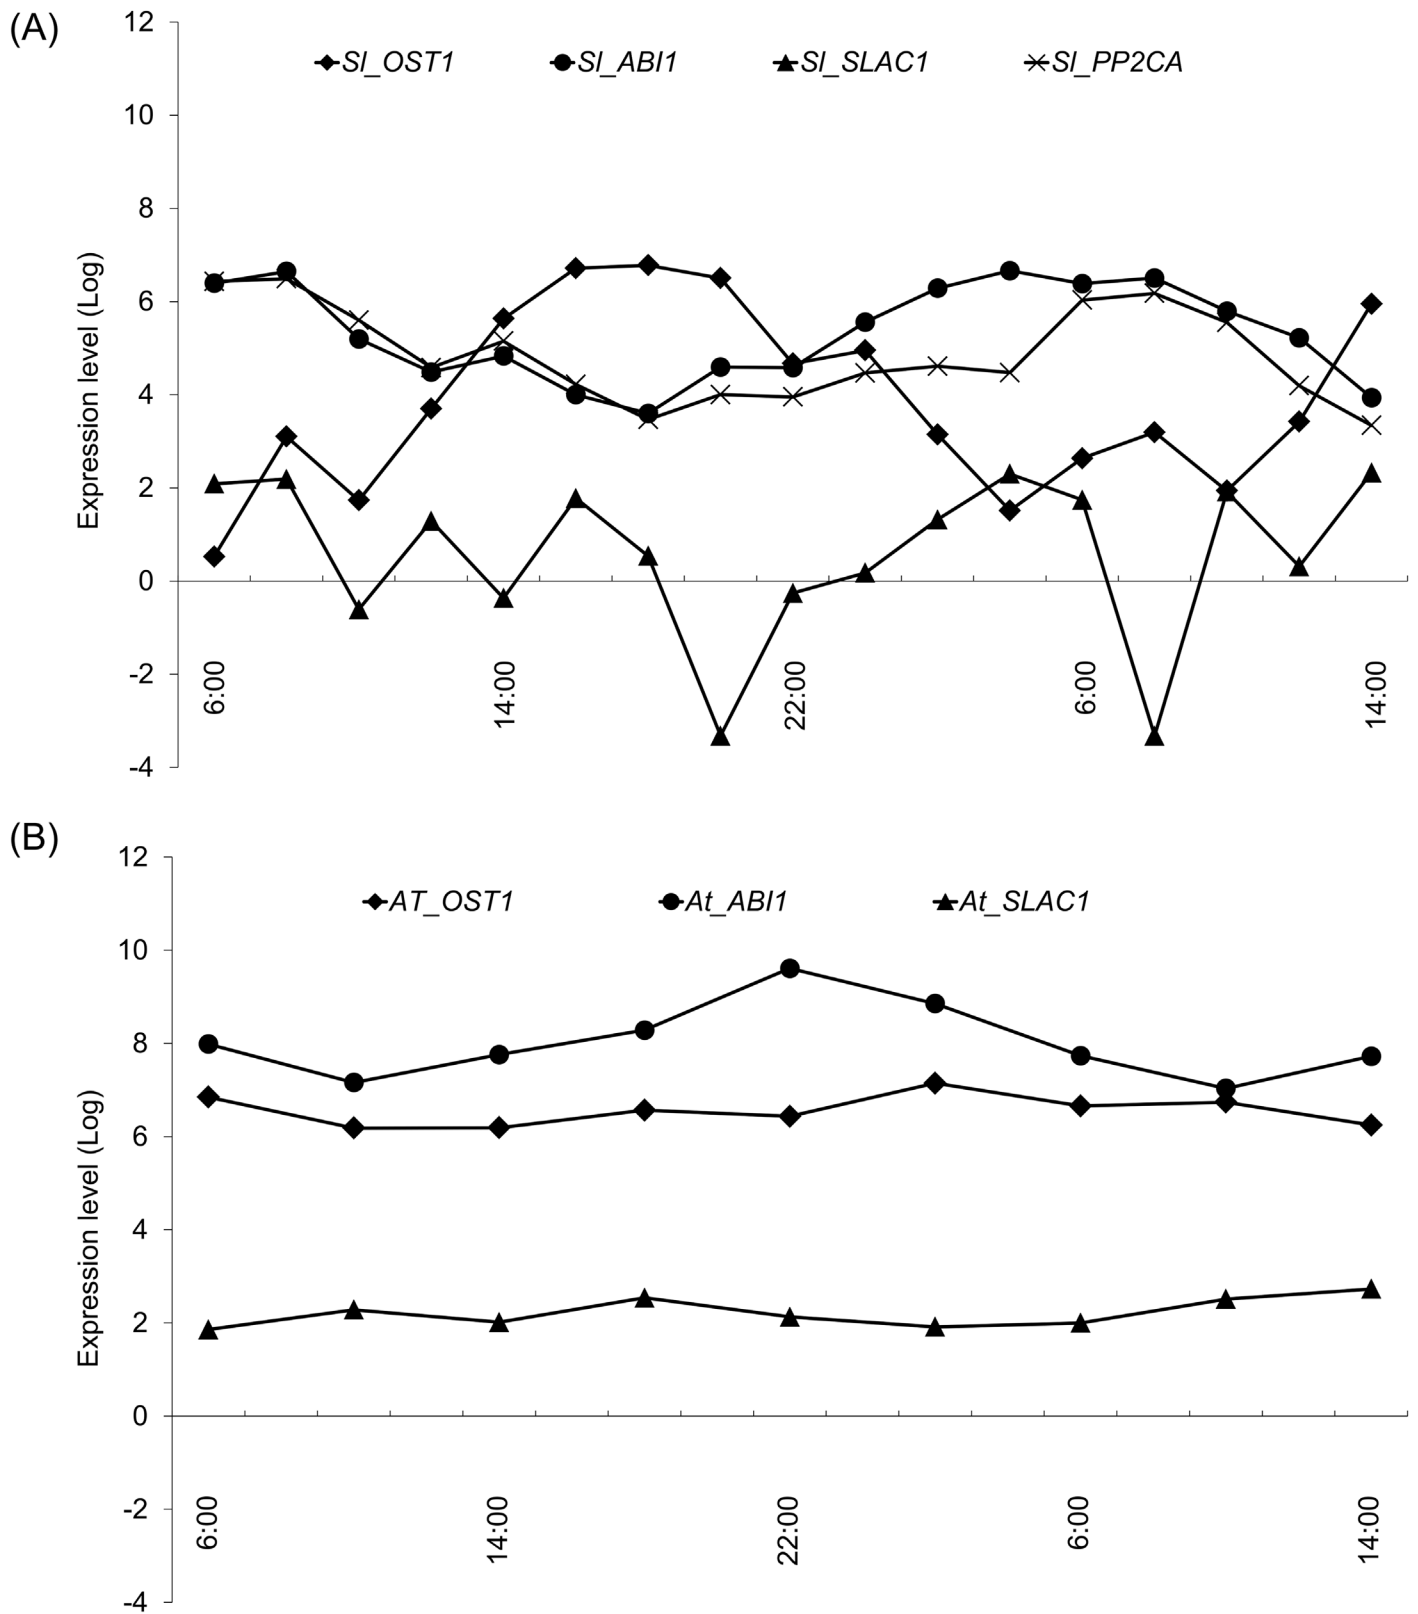 (A)
12
10
8
6
4
2
0
-2
-4
Expression level (Log)
Sl_OST1 Sl_ABI1 Sl_SLAC1 Sl_PP2CA
6:00 14:00 22:00 6:00 14:00
(B)
12
10
8
6
4
2
0
-2
-4
Expression level (Log)
AT_OST1 At_ABI1 At_SLAC1
6:00 14:00 22:00 6:00 14:00